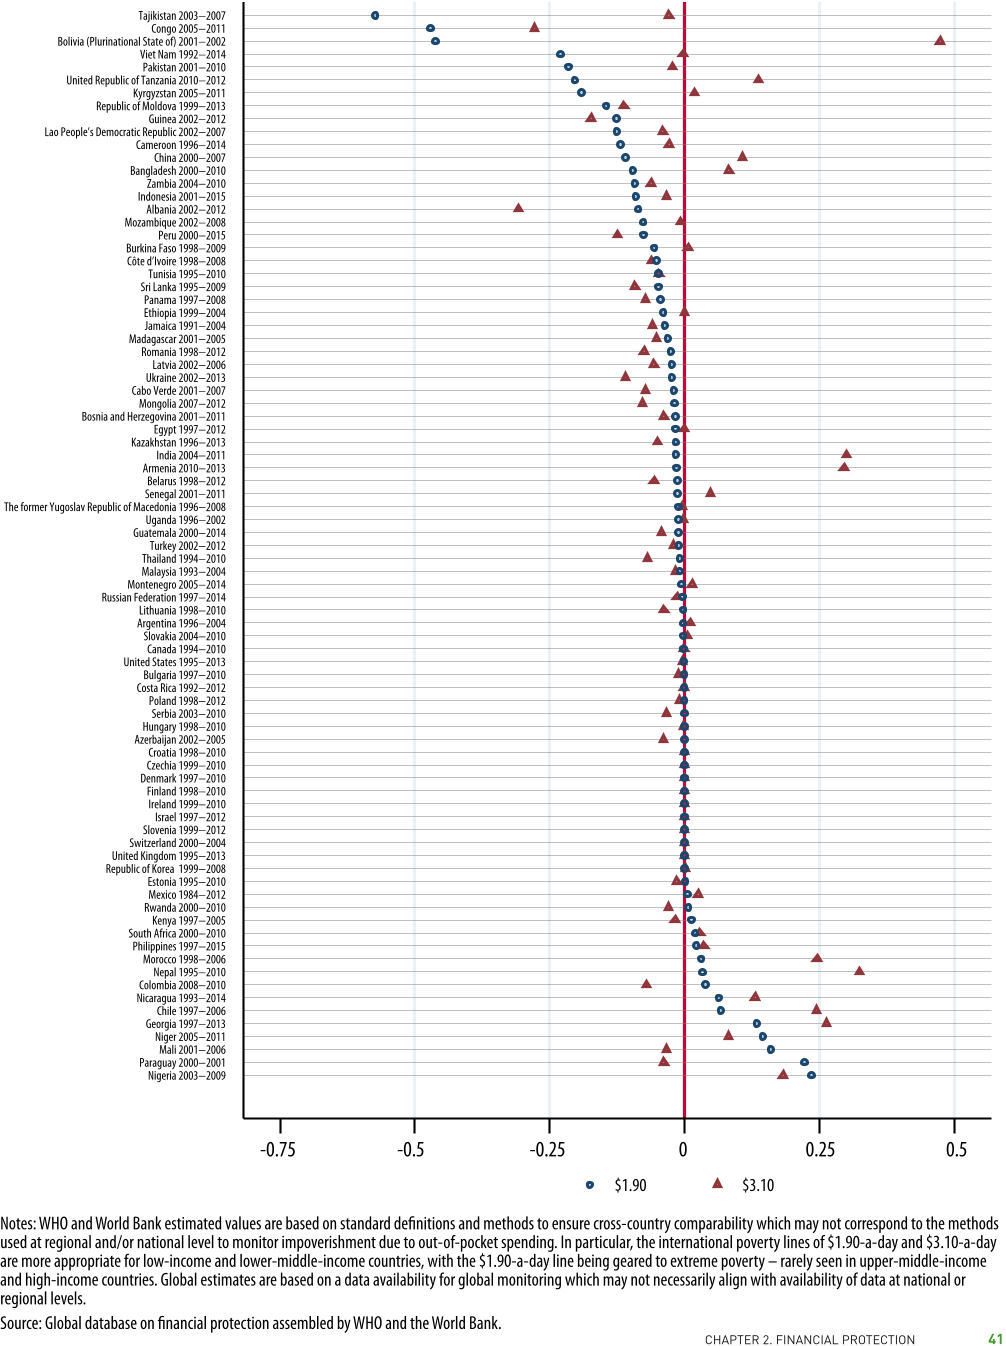 Tajikistan 2003–2007
Congo 2005–2011
Bolivia (Plurinational State of) 2001–2002
Viet Nam 1992–2014
Pakistan 2001–2010
United Republic of Tanzania 2010–2012
Kyrgyzstan 2005–2011
Republic of Moldova 1999–2013
Guinea 2002–2012
Lao People's Democratic Republic 2002–2007
Cameroon 1996–2014
China 2000–2007
Bangladesh 2000–2010
Zambia 2004–2010
Indonesia 2001–2015
Albania 2002–2012
Mozambique 2002–2008
Peru 2000–2015
Burkina Faso 1998–2009
Côte d'Ivoire 1998–2008
Tunisia 1995–2010
Sri Lanka 1995–2009
Panama 1997–2008
Ethiopia 1999–2004
Jamaica 1991–2004
Madagascar 2001–2005
Romania 1998–2012
Latvia 2002–2006
Ukraine 2002–2013
Cabo Verde 2001–2007
Mongolia 2007–2012
Bosnia and Herzegovina 2001–2011
Egypt 1997–2012
Kazakhstan 1996–2013
India 2004–2011
Armenia 2010–2013
Belarus 1998–2012
Senegal 2001–2011
The former Yugoslav Republic of Macedonia 1996–2008
Uganda 1996–2002
Guatemala 2000–2014
Turkey 2002–2012
Thailand 1994–2010
Malaysia 1993–2004
Montenegro 2005–2014
Russian Federation 1997–2014
Lithuania 1998–2010
Argentina 1996–2004
Slovakia 2004–2010
Canada 1994–2010
United States 1995–2013
Bulgaria 1997–2010
Costa Rica 1992–2012
Poland 1998–2012
Serbia 2003–2010
Hungary 1998–2010
Azerbaijan 2002–2005
Croatia 1998–2010
Czechia 1999–2010
Denmark 1997–2010
Finland 1998–2010
Ireland 1999–2010
Israel 1997–2012
Slovenia 1999–2012
Switzerland 2000–2004
United Kingdom 1995–2013
Republic of Korea 1999–2008
Estonia 1995–2010
Mexico 1984–2012
Rwanda 2000–2010
Kenya 1997–2005
South Africa 2000–2010
Philippines 1997–2015
Morocco 1998–2006
Nepal 1995–2010
Colombia 2008–2010
Nicaragua 1993–2014
Chile 1997–2006
Georgia 1997–2013
Niger 2005–2011
Mali 2001–2006
Paraguay 2000–2001
Nigeria 2003–2009
-0.75 -0.5 -0.25 0 0.25 0.5
$1.90 $3.10
Notes: WHO and World Bank estimated values are based on standard definitions and methods to ensure cross-country comparability which may not correspond to the methods
used at regional and/or national level to monitor impoverishment due to out-of-pocket spending. In particular, the international poverty lines of $1.90-a-day and $3.10-a-day
are more appropriate for low-income and lower-middle-income countries, with the $1.90-a-day line being geared to extreme poverty – rarely seen in upper-middle-income
and high-income countries. Global estimates are based on a data availability for global monitoring which may not necessarily align with availability of data at national or
regional levels.
Source: Global database on financial protection assembled by WHO and the World Bank.
CHAPTER 2. FINANCIAL PROTECTION 41